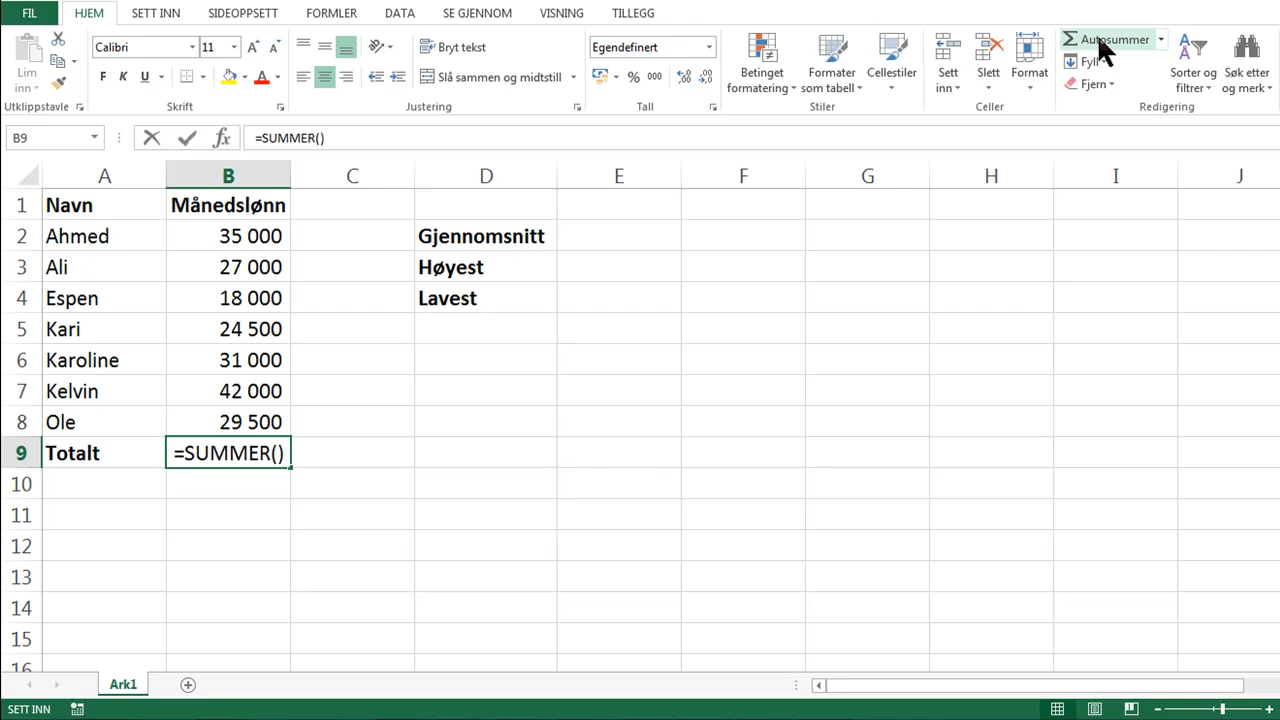 FIL HJEM SETT INN SIDEOPPSETT FORMLER DATA SE GJENNOM VISNING TILLEGG
Lim inn
Calibri 11 A A
F K U A
Utklippstavle Skrift
Bryt tekst
Slå sammen og midtstill
Justering
Egendefinert
% 000
Tall
Betinget formatering
Formater som tabell
Cellestiler
Stiler
Sett inn
Slett
Format
Celler
Σ Autosummer
Fyll
Fjern
Sorter og filtrer
Søk etter og merk
Redigering
B9 fx =SUMMER()
A B C D E F G H I J
1 Navn Månedslønn
2 Ahmed 35 000 Gjennomsnitt
3 Ali 27 000 Høyest
4 Espen 18 000 Lavest
5 Kari 24 500
6 Karoline 31 000
7 Kelvin 42 000
8 Ole 29 500
9 Totalt =SUMMER()
10
11
12
13
14
15
16
Ark1
SETT INN